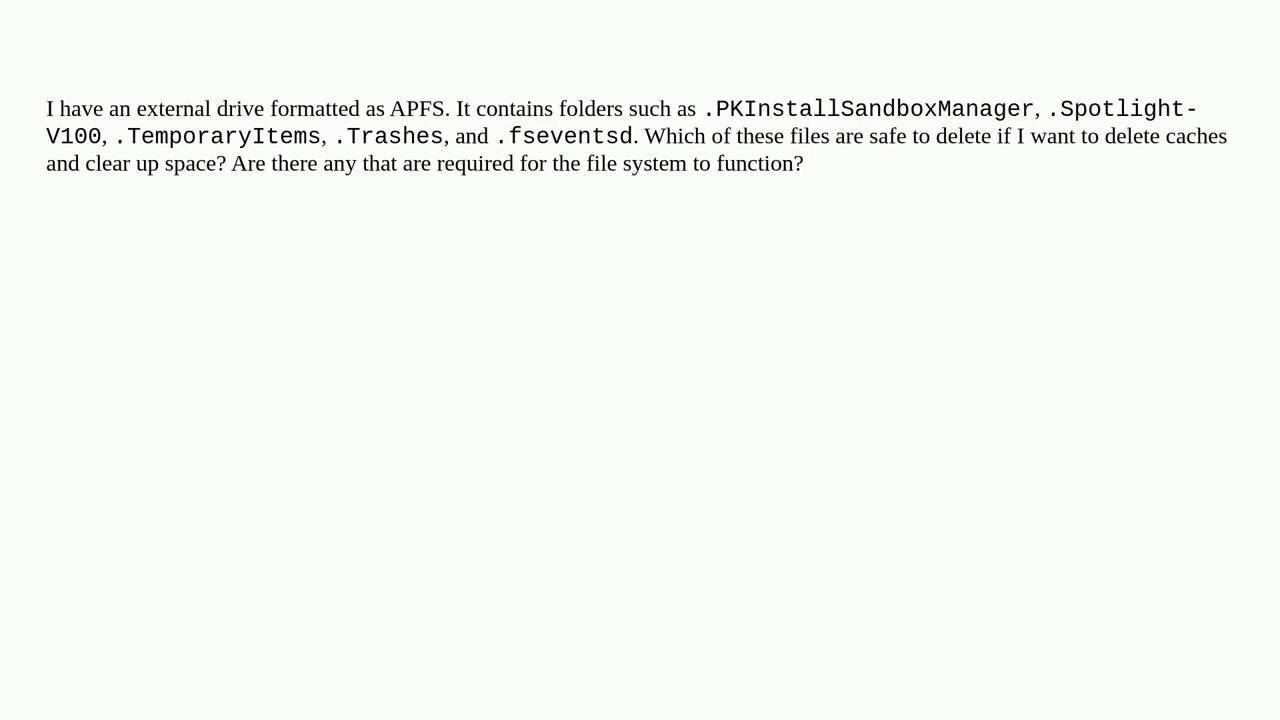 I have an external drive formatted as APFS. It contains folders such as .PKInstallSandboxManager, .Spotlight-
V100, .TemporaryItems, .Trashes, and .fseventsd. Which of these files are safe to delete if I want to delete caches
and clear up space? Are there any that are required for the file system to function?